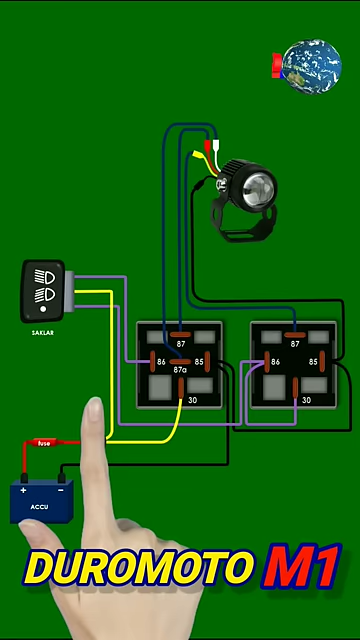 SAKLAR
87
86
85
87a
30
87
86
85
30
fuse
+ −
ACCU
DUROMOTO M1